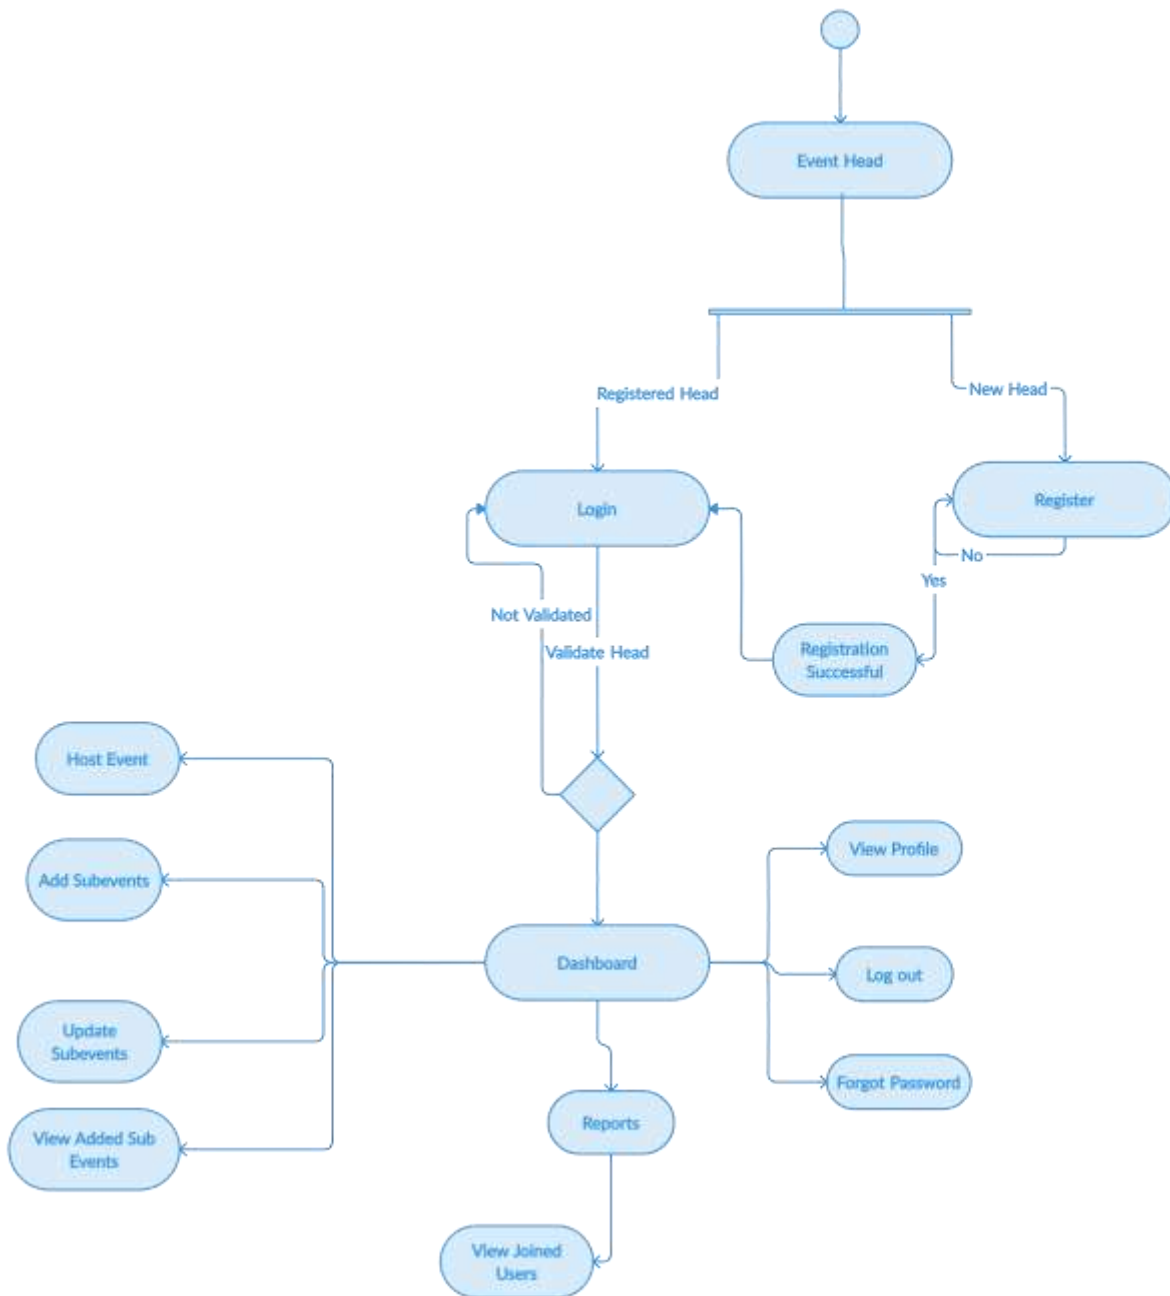 Event Head
Registered Head
New Head
Login
Register
No
Yes
Not Validated
Validate Head
Registration
Successful
Host Event
View Profile
Add Subevents
Dashboard
Log out
Update
Subevents
Forgot Password
Reports
View Added Sub
Events
View Joined
Users